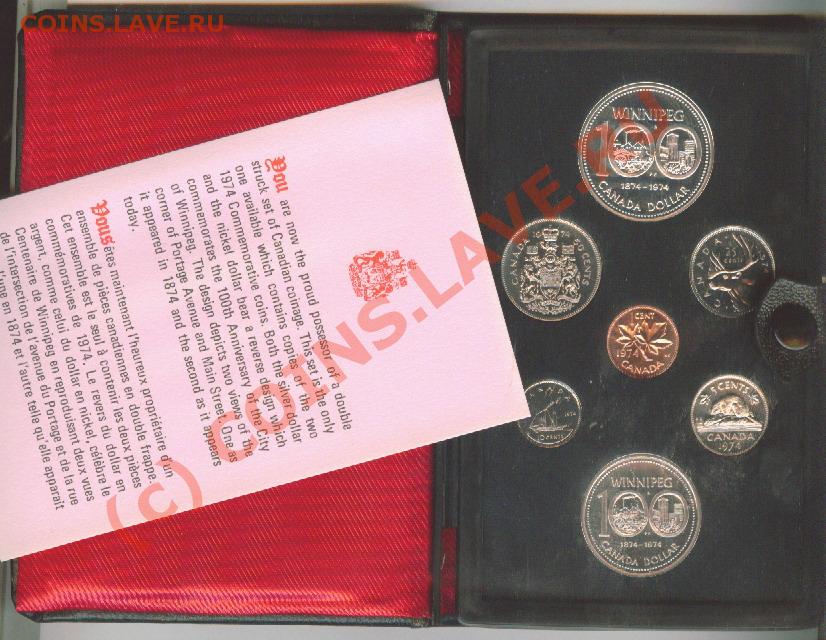 COINS.LAVE.RU
You are now the proud possessor of a double
struck set of Canadian coinage. This set is the only
one available which contains copies of the two
1974 Commemorative coins. Both the silver dollar
and the nickel dollar bear a reverse design which
commemorates the 100th Anniversary of the City
of Winnipeg. The design depicts two views of the
corner of Portage Avenue and Main Street. One as
it appeared in 1874 and the second as it appears
today.
Vous êtes maintenant l'heureux propriétaire d'un
ensemble de pièces canadiennes en double frappe.
Cet ensemble est le seul à contenir les deux pièces
commémoratives de 1974. Le revers du dollar en
argent, comme celui du dollar en nickel, célèbre le
Centenaire de Winnipeg en reproduisant deux vues
de l'intersection de l'avenue du Portage et de la rue
l'une en 1874 et l'autre telle qu'elle apparait
WINNIPEG
100
1874-1974
CANADA DOLLAR
CANADA 50 CENTS
CANADA
25
CENTS
1 CENT
1974
CANADA
10 CENTS
5 CENTS
CANADA
1974
WINNIPEG
100
1874-1974
CANADA DOLLAR
(c) COINS.LAVE.RU